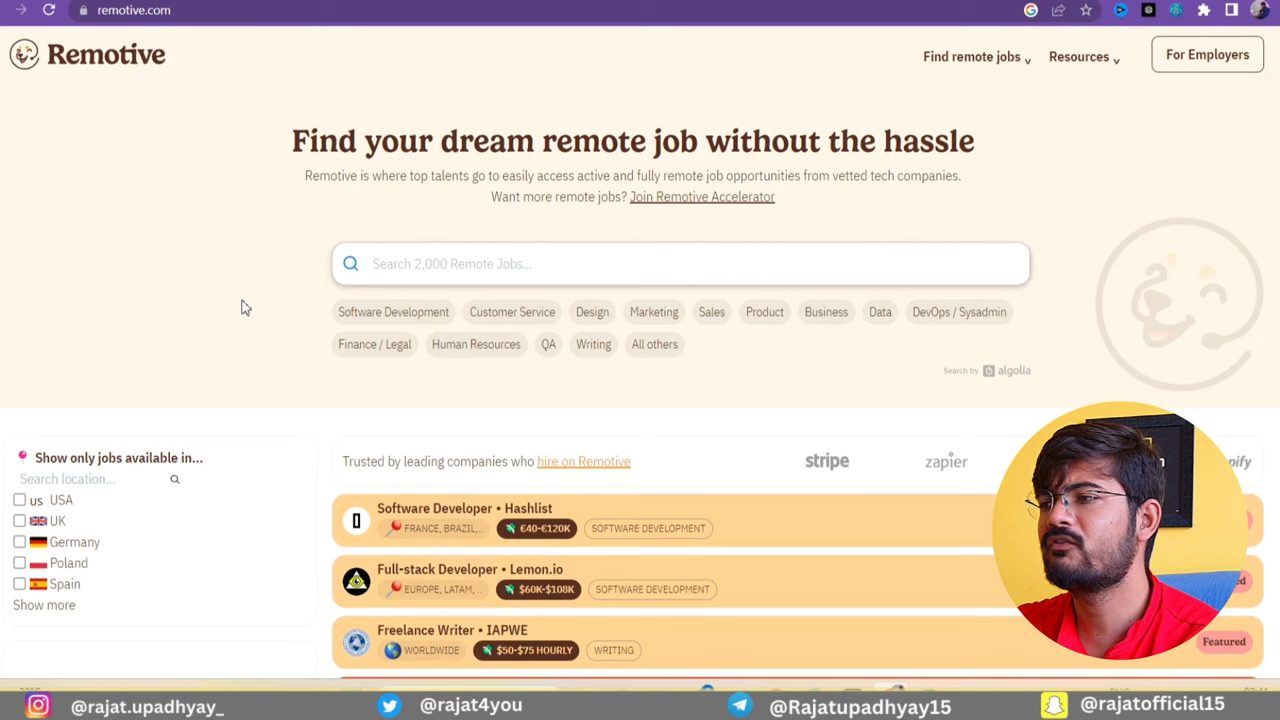 remotive.com
Remotive
Find remote jobs
Resources
For Employers
Find your dream remote job without the hassle
Remotive is where top talents go to easily access active and fully remote job opportunities from vetted tech companies.
Want more remote jobs? Join Remotive Accelerator
Search 2,000 Remote Jobs...
Software Development Customer Service Design Marketing Sales Product Business Data DevOps / Sysadmin
Finance / Legal Human Resources QA Writing All others
Search by algolia
Show only jobs available in...
Search location...
us USA
UK
Germany
Poland
Spain
Show more
Trusted by leading companies who hire on Remotive
stripe
zapier
Software Developer • Hashlist
FRANCE, BRAZIL,.. €40-€120K SOFTWARE DEVELOPMENT
Full-stack Developer • Lemon.io
EUROPE, LATAM, .. $60K-$108K SOFTWARE DEVELOPMENT
Freelance Writer • IAPWE
WORLDWIDE $50-$75 HOURLY WRITING
Featured
@rajat.upadhyay_
@rajat4you
@Rajatupadhyay15
@rajatofficial15